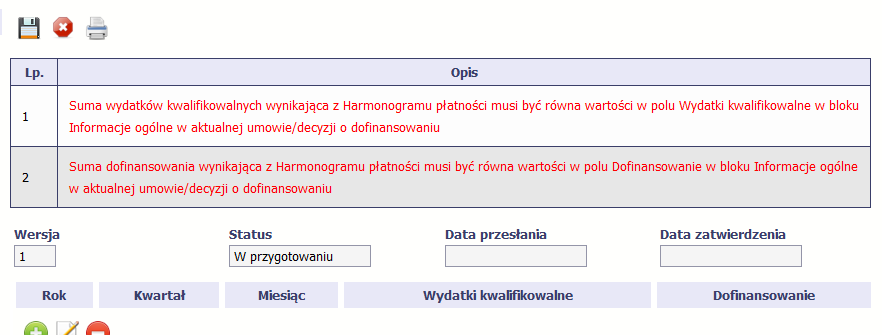 Lp. Opis
1 Suma wydatków kwalifikowalnych wynikająca z Harmonogramu płatności musi być równa wartości w polu Wydatki kwalifikowalne w bloku
Informacje ogólne w aktualnej umowie/decyzji o dofinansowaniu
2 Suma dofinansowania wynikająca z Harmonogramu płatności musi być równa wartości w polu Dofinansowanie w bloku Informacje ogólne
w aktualnej umowie/decyzji o dofinansowaniu
Wersja Status Data przesłania Data zatwierdzenia
1 W przygotowaniu
Rok Kwartał Miesiąc Wydatki kwalifikowalne Dofinansowanie